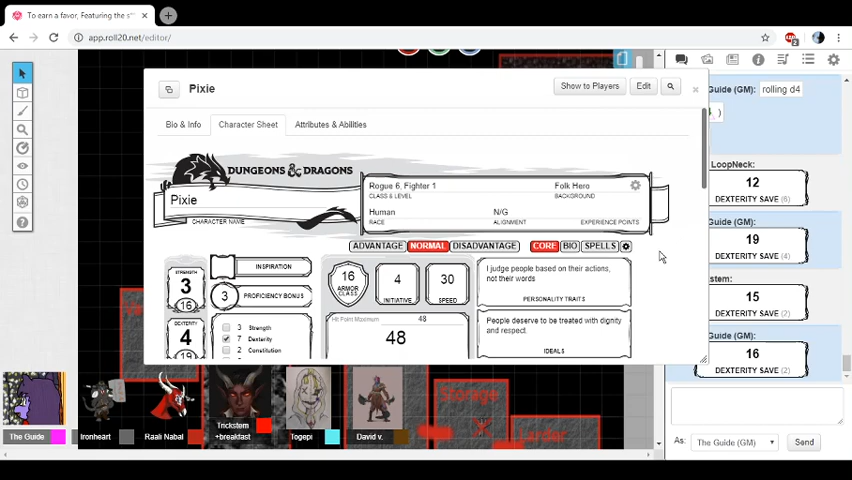 To earn a favor, Featuring the s
app.roll20.net/editor/
Pixie
Show to Players
Edit
Bio & Info
Character Sheet
Attributes & Abilities
DUNGEONS & DRAGONS
Pixie
CHARACTER NAME
Rogue 6, Fighter 1
Folk Hero
CLASS & LEVEL
BACKGROUND
Human
N/G
RACE
ALIGNMENT
EXPERIENCE POINTS
ADVANTAGE
NORMAL
DISADVANTAGE
CORE
BIO
SPELLS
STRENGTH
3
16
DEXTERITY
4
19
INSPIRATION
3
PROFICIENCY BONUS
3 Strength
7 Dexterity
2 Constitution
16
ARMOR
CLASS
4
INITIATIVE
30
SPEED
Hit Point Maximum 48
48
I judge people based on their actions,
not their words
PERSONALITY TRAITS
People deserve to be treated with dignity
and respect
IDEALS
Guide (GM): rolling d4
LoopNeck:
12
DEXTERITY SAVE (6)
Guide (GM):
19
DEXTERITY SAVE (4)
stem:
15
DEXTERITY SAVE (2)
Guide (GM):
16
DEXTERITY SAVE (2)
As:
The Guide (GM)
Send
The Guide
Ironheart
Raali Nabal
Trickstem
+breakfast
Togepi
David v.
Storage
Larder